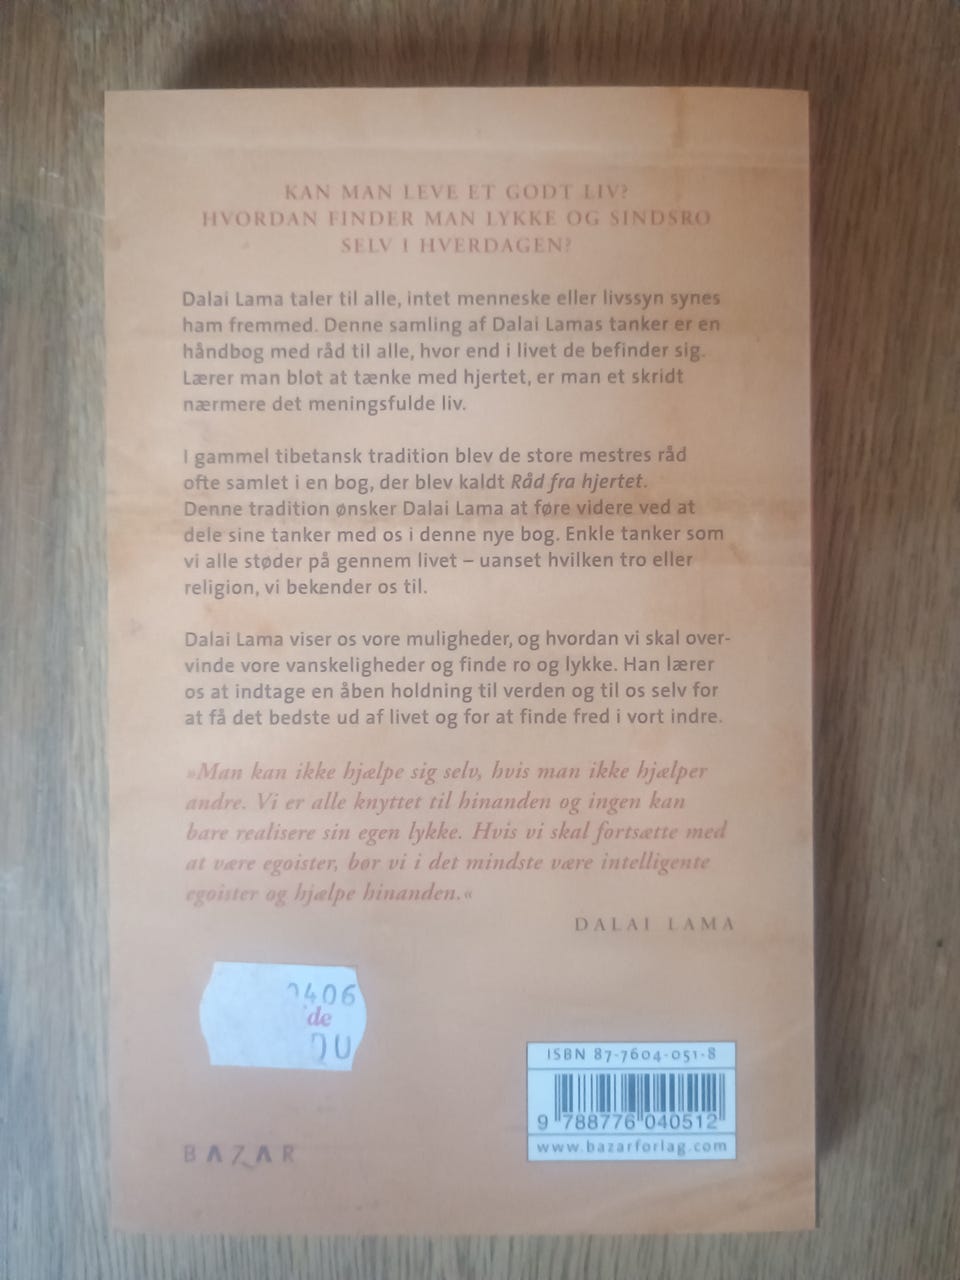 KAN MAN LEVE ET GODT LIV?
HVORDAN FINDER MAN LYKKE OG SINDSRO
SELV I HVERDAGEN?
Dalai Lama taler til alle, intet menneske eller livssyn synes
ham fremmed. Denne samling af Dalai Lamas tanker er en
håndbog med råd til alle, hvor end i livet de befinder sig.
Lærer man blot at tænke med hjertet, er man et skridt
nærmere det meningsfulde liv.
I gammel tibetansk tradition blev de store mestres råd
ofte samlet i en bog, der blev kaldt Råd fra hjertet.
Denne tradition ønsker Dalai Lama at føre videre ved at
dele sine tanker med os i denne nye bog. Enkle tanker som
vi alle støder på gennem livet – uanset hvilken tro eller
religion, vi bekender os til.
Dalai Lama viser os vore muligheder, og hvordan vi skal over-
vinde vore vanskeligheder og finde ro og lykke. Han lærer
os at indtage en åben holdning til verden og til os selv for
at få det bedste ud af livet og for at finde fred i vort indre.
»Man kan ikke hjælpe sig selv, hvis man ikke hjælper
andre. Vi er alle knyttet til hinanden og ingen kan
bare realisere sin egen lykke. Hvis vi skal fortsætte med
at være egoister, bør vi i det mindste være intelligente
egoister og hjælpe hinanden.«
DALAI LAMA
406
de
ISBN 87-7604-051-8
9 788776 040512
www.bazarforlag.com
BAZAR